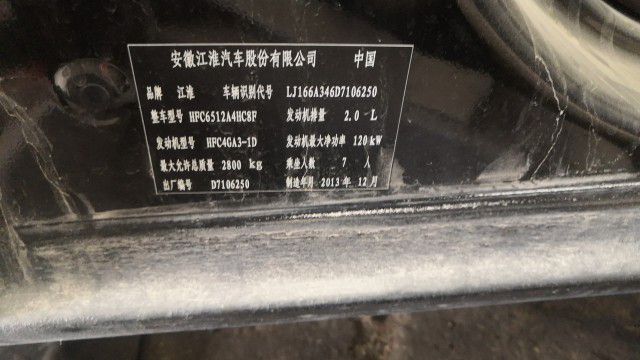 安徽江淮汽车股份有限公司 中国
品牌 江淮 车辆识别代号 LJ166A346D7106250
整车型号 HFC6512A4HC8F 发动机排量 2.0 L
发动机型号 HFC4GA3-1D 发动机最大净功率 120kW
最大允许总质量 2800 kg 乘坐人数 7 人
出厂编号 D7106250 制造年月 2013 年 12 月